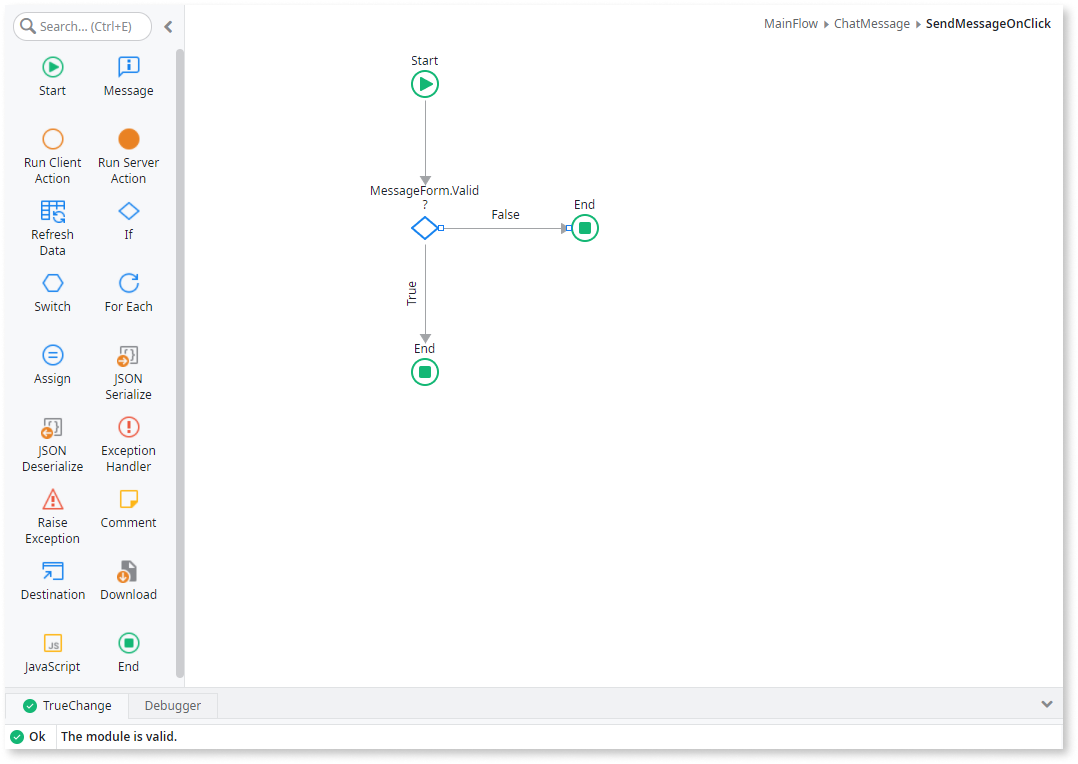 Search... (Ctrl+E)
MainFlow ▸ ChatMessage ▸ SendMessageOnClick
Start
Message
Run Client
Action
Run Server
Action
Refresh
Data
If
Switch
For Each
Assign
JSON
Serialize
JSON
Deserialize
Exception
Handler
Raise
Exception
Comment
Destination
Download
JS
JavaScript
End
Start
MessageForm.Valid
?
False
End
True
End
TrueChange
Debugger
Ok
The module is valid.